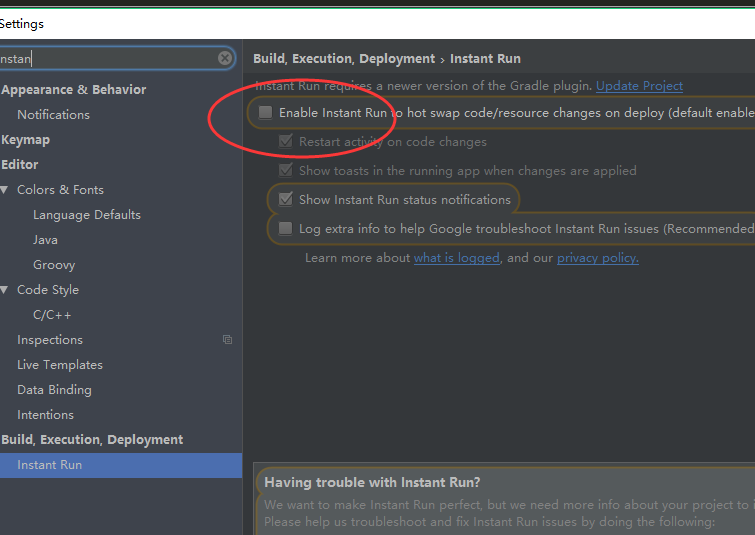 Settings
nstan
Appearance & Behavior
Notifications
Keymap
Editor
Colors & Fonts
Language Defaults
Java
Groovy
Code Style
C/C++
Inspections
Live Templates
Data Binding
Intentions
Build, Execution, Deployment
Instant Run
Build, Execution, Deployment › Instant Run
Instant Run requires a newer version of the Gradle plugin. Update Project
Enable Instant Run to hot swap code/resource changes on deploy (default enable
Restart activity on code changes
Show toasts in the running app when changes are applied
Show Instant Run status notifications
Log extra info to help Google troubleshoot Instant Run issues (Recommended
Learn more about what is logged, and our privacy policy.
Having trouble with Instant Run?
We want to make Instant Run perfect, but we need more info about your project to i
Please help us troubleshoot and fix Instant Run issues by doing the following: